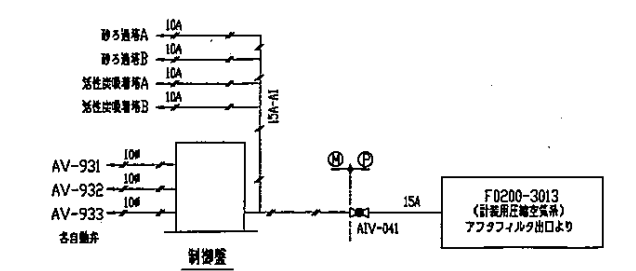 砂ろ過塔A 10A
砂ろ過塔B 10A
活性炭吸着塔A 10A
活性炭吸着塔B 10A
15A-AI
AV-931 10φ
AV-932 10φ
AV-933 10φ
各自動弁
制御盤
M P
AIV-041
15A
FD200-3013
(計装用圧縮空気系)
アフタフィルタ出口より